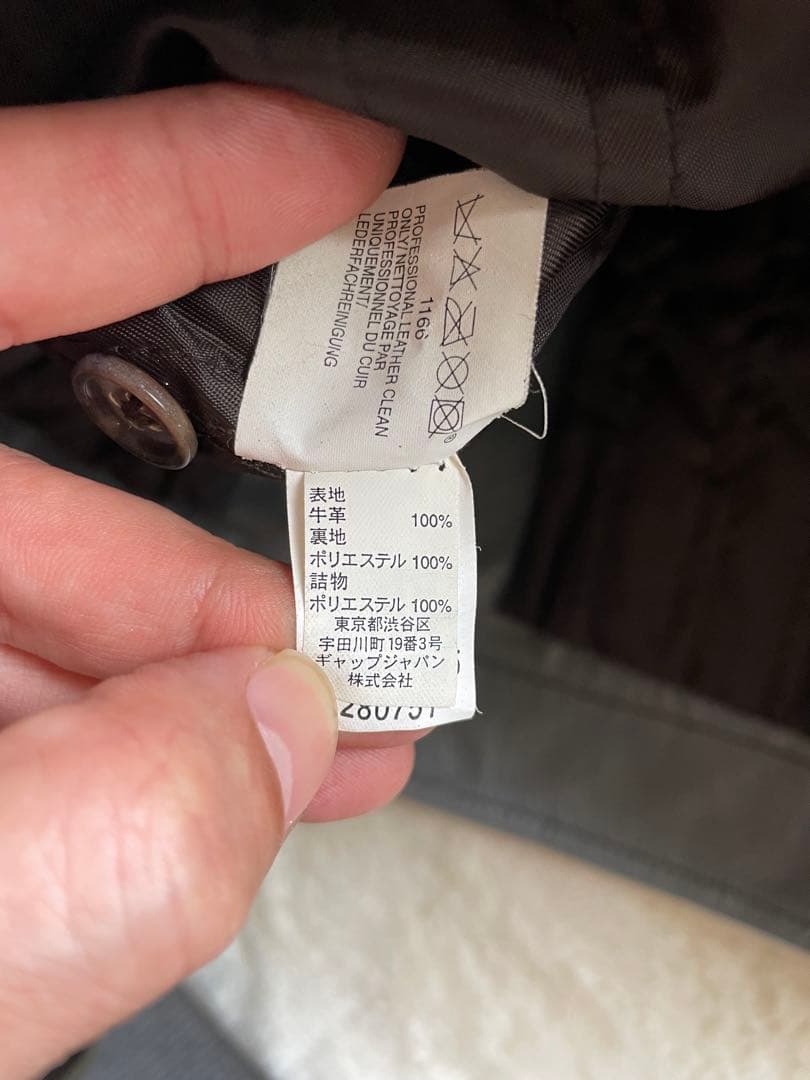 1166
PROFESSIONAL LEATHER CLEAN
ONLY/NETTOYAGE PAR
PROFESSIONNEL DU CUIR
UNIQUEMENT/
LEDERFACHREINIGUNG
表地
牛革 100%
裏地
ポリエステル 100%
詰物
ポリエステル 100%
東京都渋谷区
宇田川町19番3号
ギャップジャパン
株式会社
280751